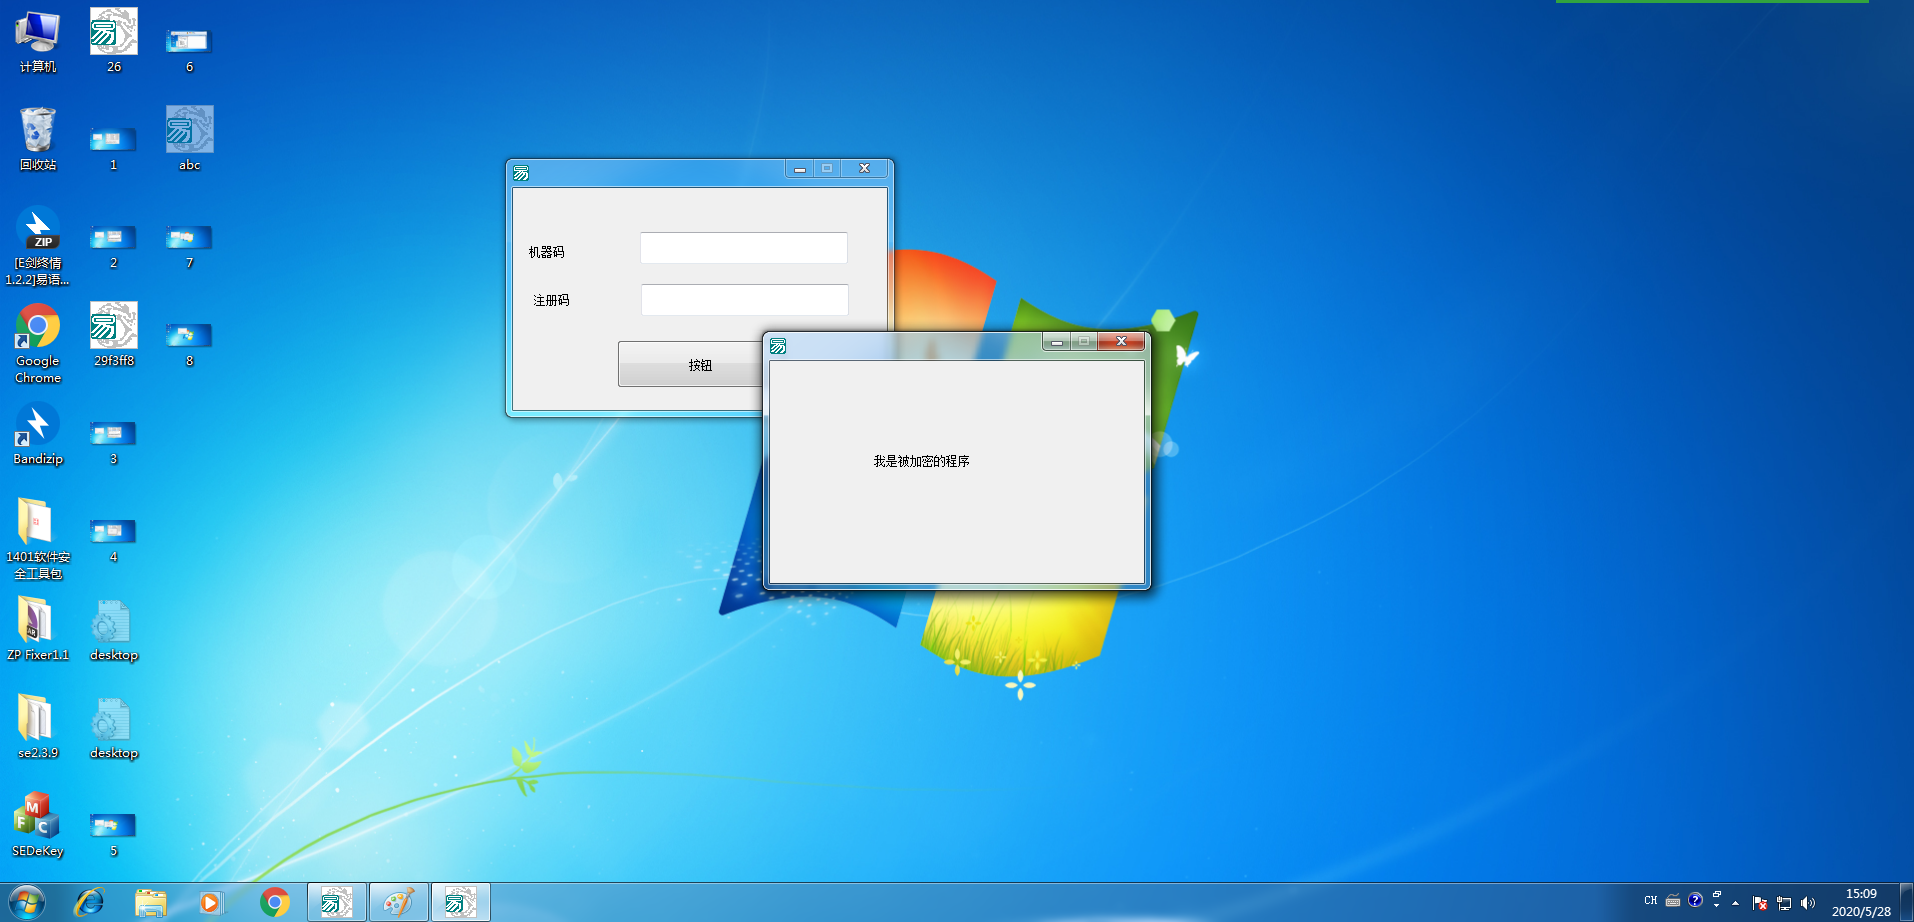 计算机
26
6
回收站
1
abc
ZIP
[E剑终情
1.2.2]易语...
2
7
Google
Chrome
29f3ff8
8
Bandizip
3
1401软件安
全工具包
4
ZP Fixer1.1
desktop
se2.3.9
desktop
M
F
C
SEDeKey
5
易
机器码
注册码
按钮
易
我是被加密的程序
CH
15:09
2020/5/28